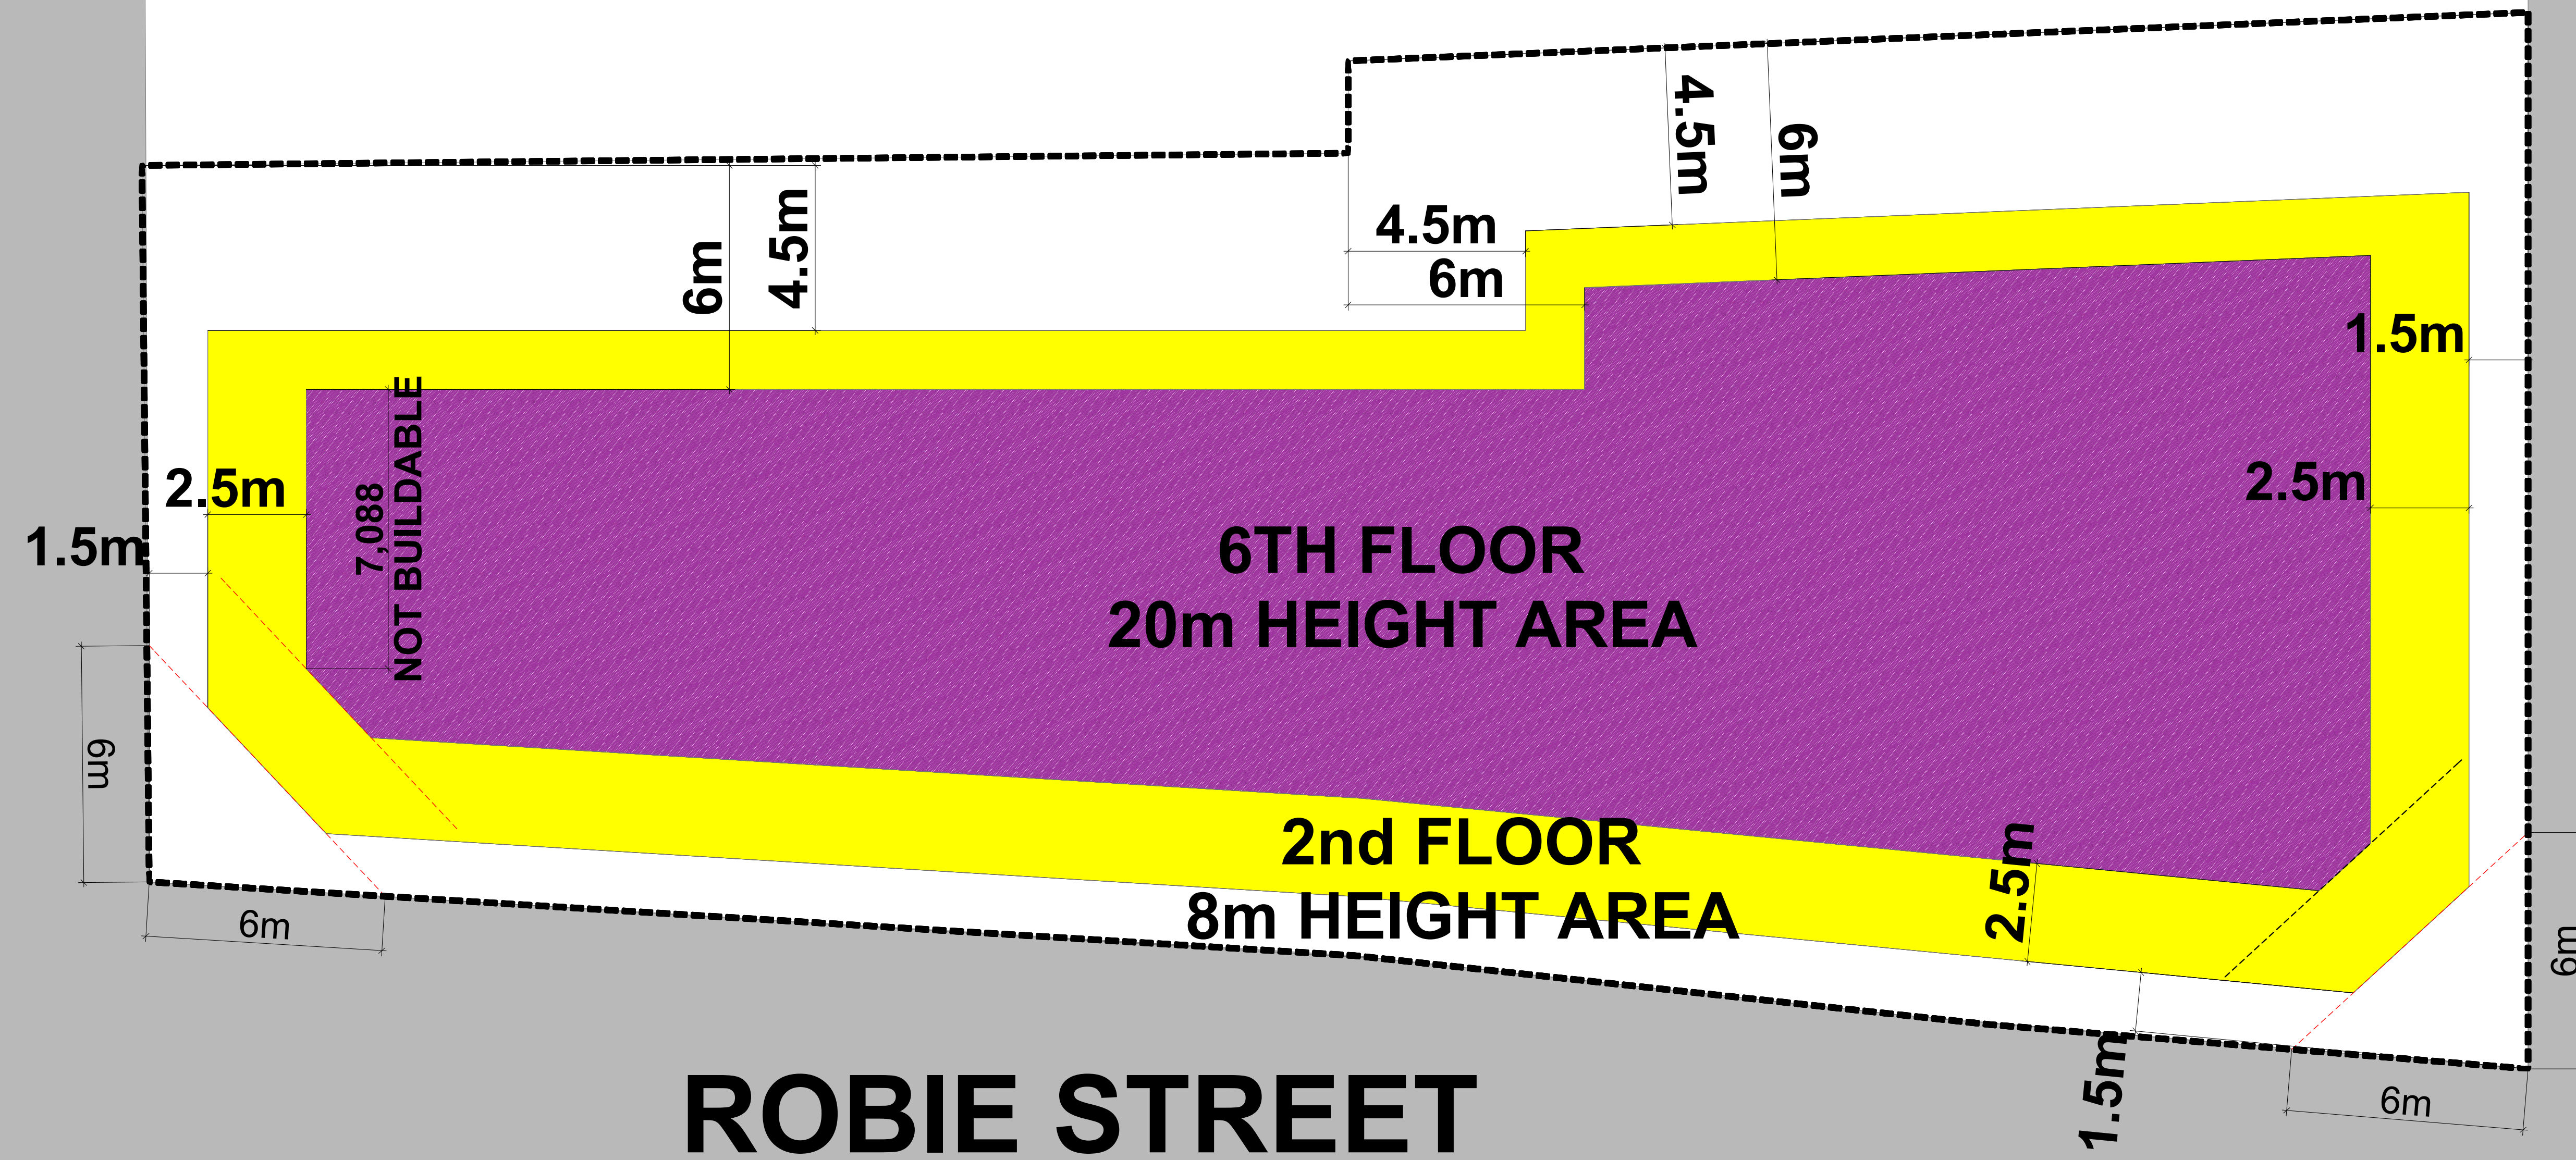 4.5m
6m
4.5m
6m
4.5m
6m
1.5m
2.5m
2.5m
1.5m
7,088
NOT BUILDABLE
6TH FLOOR
20m HEIGHT AREA
2nd FLOOR
8m HEIGHT AREA
2.5m
1.5m
6m
6m
6m
6m
ROBIE STREET